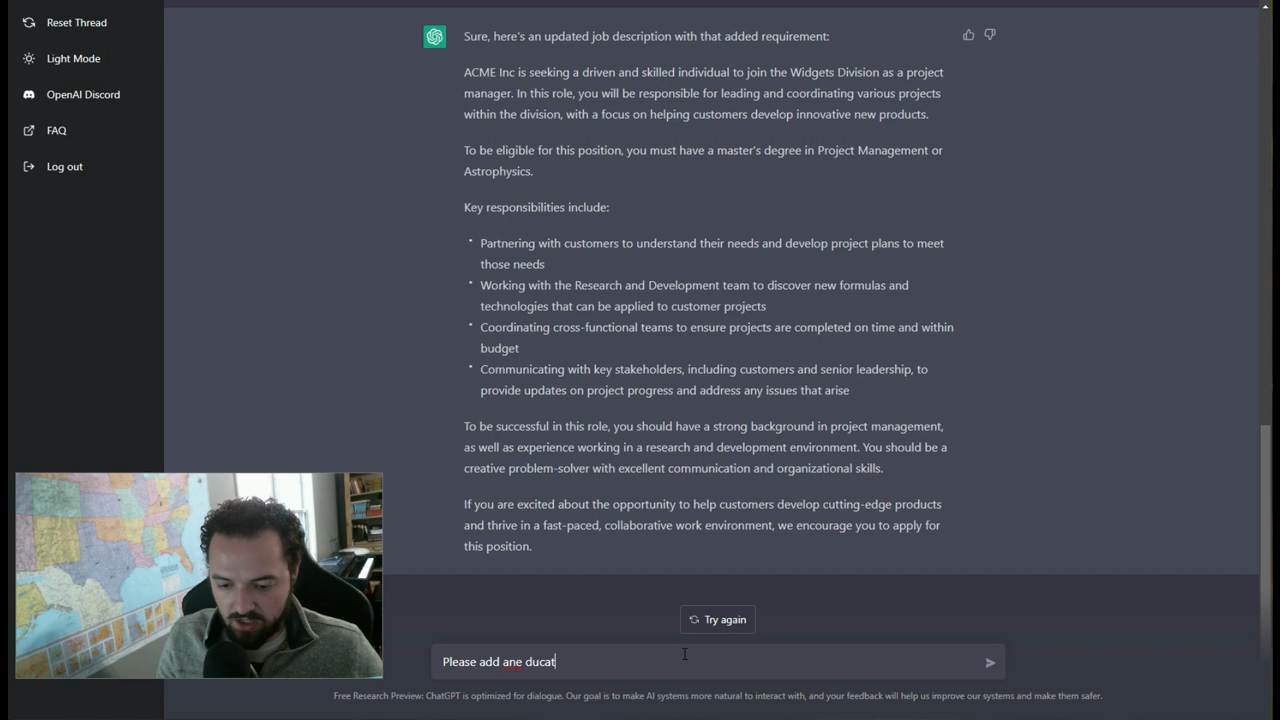 Reset Thread
Light Mode
OpenAI Discord
FAQ
Log out
Sure, here's an updated job description with that added requirement:
ACME Inc is seeking a driven and skilled individual to join the Widgets Division as a project
manager. In this role, you will be responsible for leading and coordinating various projects
within the division, with a focus on helping customers develop innovative new products.
To be eligible for this position, you must have a master's degree in Project Management or
Astrophysics.
Key responsibilities include:
• Partnering with customers to understand their needs and develop project plans to meet
those needs
• Working with the Research and Development team to discover new formulas and
technologies that can be applied to customer projects
• Coordinating cross-functional teams to ensure projects are completed on time and within
budget
• Communicating with key stakeholders, including customers and senior leadership, to
provide updates on project progress and address any issues that arise
To be successful in this role, you should have a strong background in project management,
as well as experience working in a research and development environment. You should be a
creative problem-solver with excellent communication and organizational skills.
If you are excited about the opportunity to help customers develop cutting-edge products
and thrive in a fast-paced, collaborative work environment, we encourage you to apply for
this position.
Try again
Please add ane ducat
Free Research Preview: ChatGPT is optimized for dialogue. Our goal is to make AI systems more natural to interact with, and your feedback will help us improve our systems and make them safer.